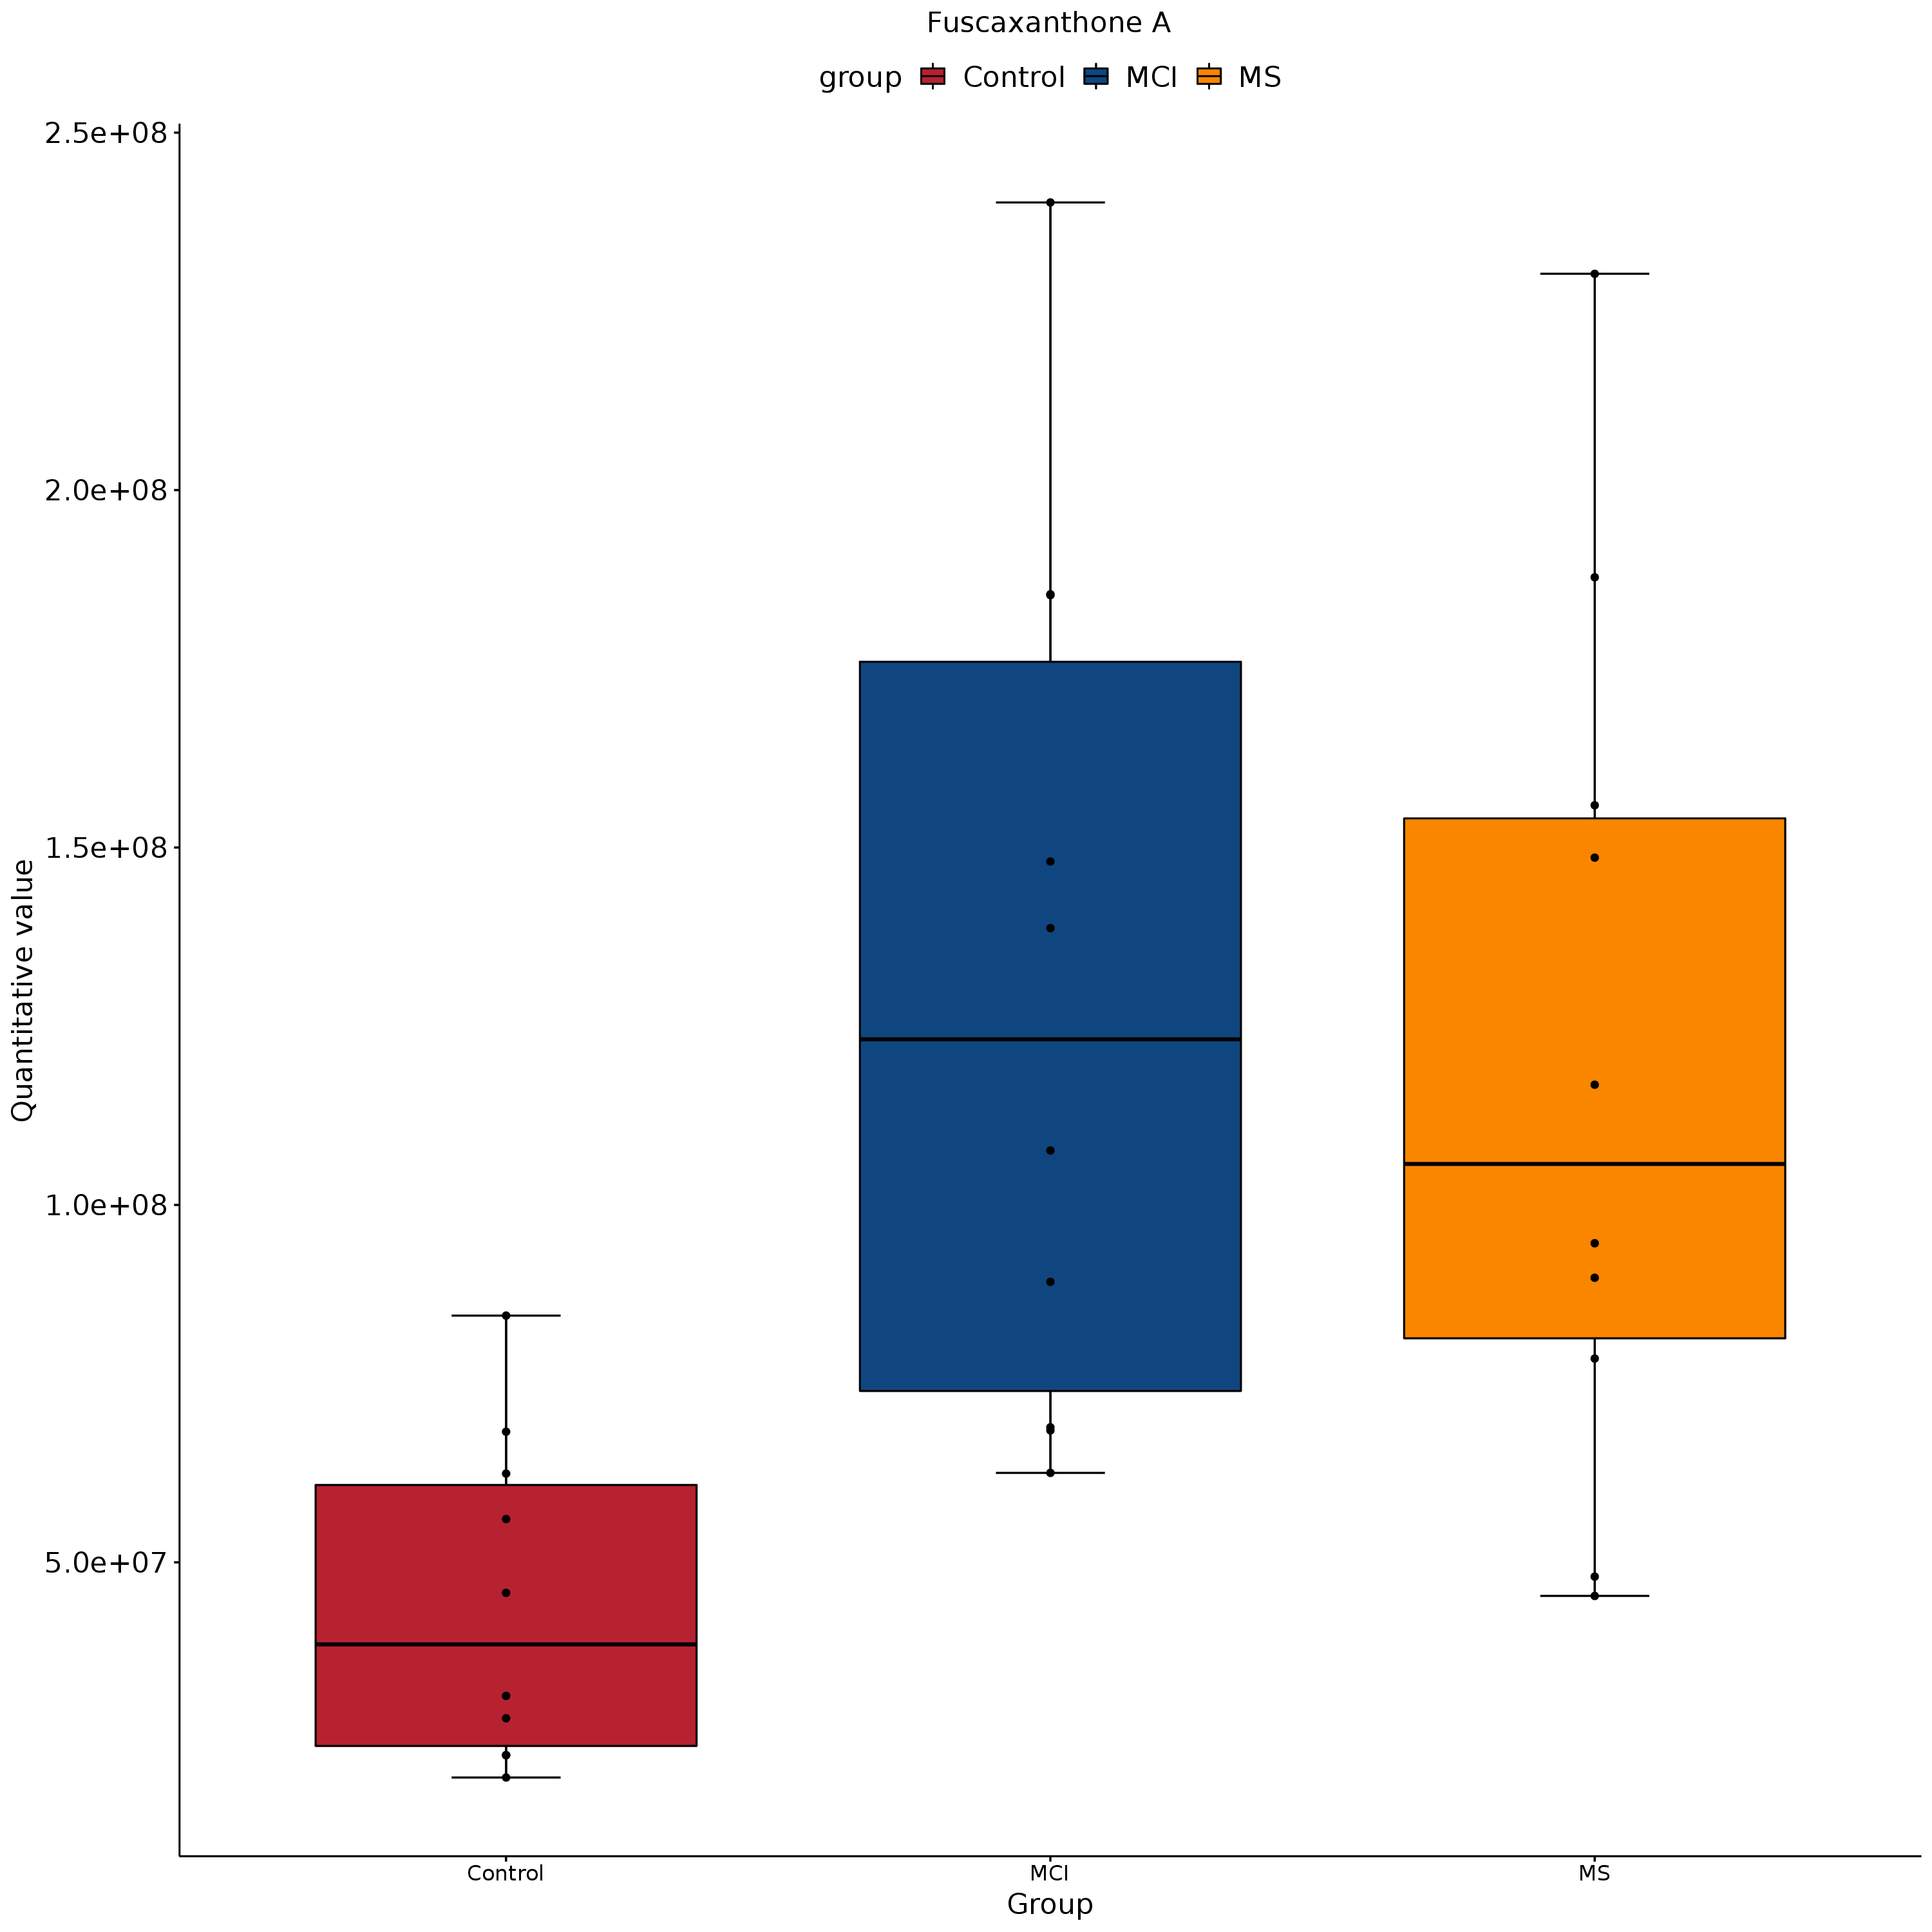 Fuscaxanthone A
group Control MCI MS
2.5e+08
2.0e+08
1.5e+08
1.0e+08
5.0e+07
Quantitative value
Control MCI MS
Group